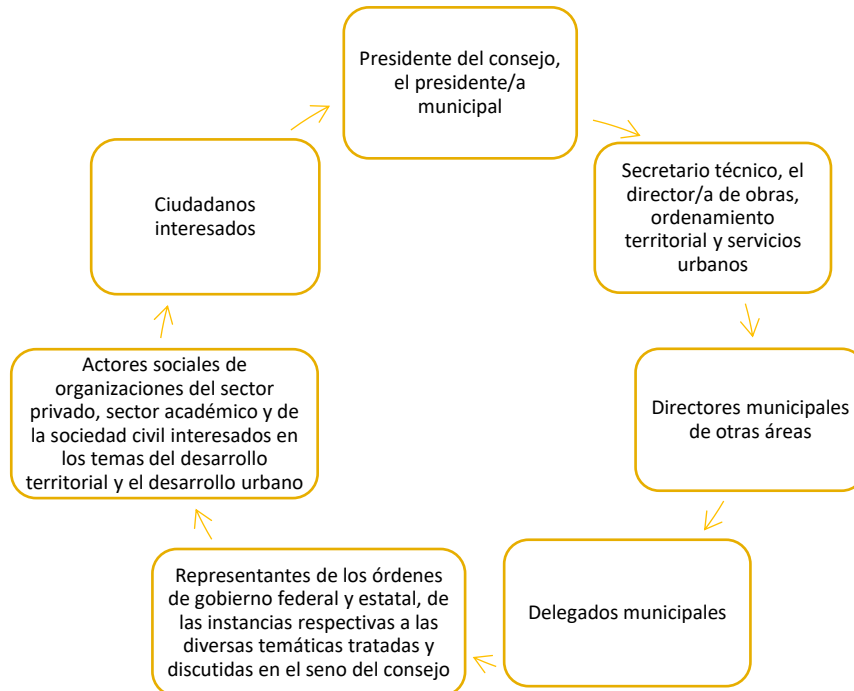 Presidente del consejo,
el presidente/a
municipal
Secretario técnico, el
director/a de obras,
ordenamiento
territorial y servicios
urbanos
Directores municipales
de otras áreas
Delegados municipales
Representantes de los órdenes
de gobierno federal y estatal, de
las instancias respectivas a las
diversas temáticas tratadas y
discutidas en el seno del consejo
Actores sociales de
organizaciones del sector
privado, sector académico y de
la sociedad civil interesados en
los temas del desarrollo
territorial y el desarrollo urbano
Ciudadanos
interesados